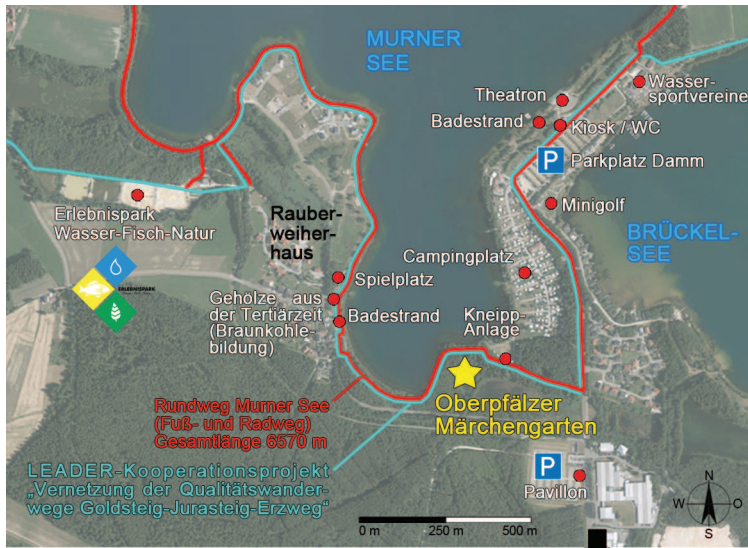 MURNER
SEE
Theatron
Wasser-
sportvereine
Badestrand
Kiosk / WC
P
Parkplatz Damm
Erlebnispark
Wasser-Fisch-Natur
Rauber-
weiher-
haus
Minigolf
BRÜCKEL-
SEE
Campingplatz
ERLEBNISPARK
Spielplatz
Gehölze aus
der Tertiärzeit
(Braunkohle-
bildung)
Badestrand
Kneipp-
Anlage
Rundweg Murner See
(Fuß- und Radweg)
Gesamtlänge 6570 m
Oberpfälzer
Märchengarten
LEADER-Kooperationsprojekt
„Vernetzung der Qualitätswander-
wege Goldsteig-Jurasteig-Erzweg“
P
Pavillon
N
W
O
S
0 m
250 m
500 m